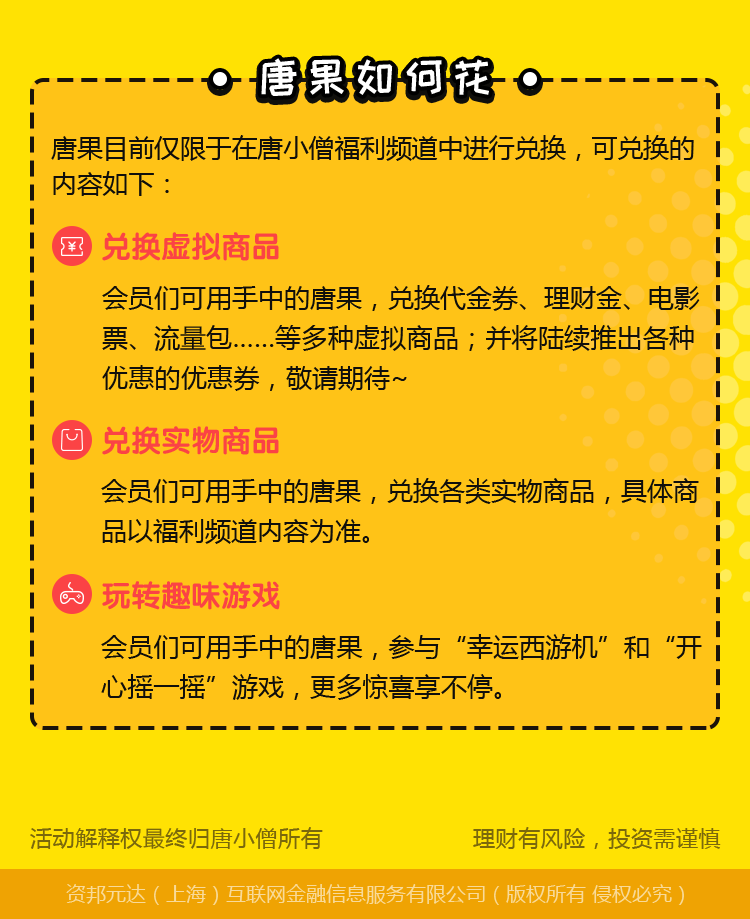 唐果如何花
唐果目前仅限于在唐小僧福利频道中进行兑换，可兑换的
内容如下：
兑换虚拟商品
会员们可用手中的唐果，兑换代金券、理财金、电影
票、流量包......等多种虚拟商品；并将陆续推出各种
优惠的优惠券，敬请期待~
兑换实物商品
会员们可用手中的唐果，兑换各类实物商品，具体商
品以福利频道内容为准。
玩转趣味游戏
会员们可用手中的唐果，参与“幸运西游机”和“开
心摇一摇”游戏，更多惊喜享不停。
活动解释权最终归唐小僧所有
理财有风险，投资需谨慎
资邦元达（上海）互联网金融信息服务有限公司（版权所有 侵权必究）